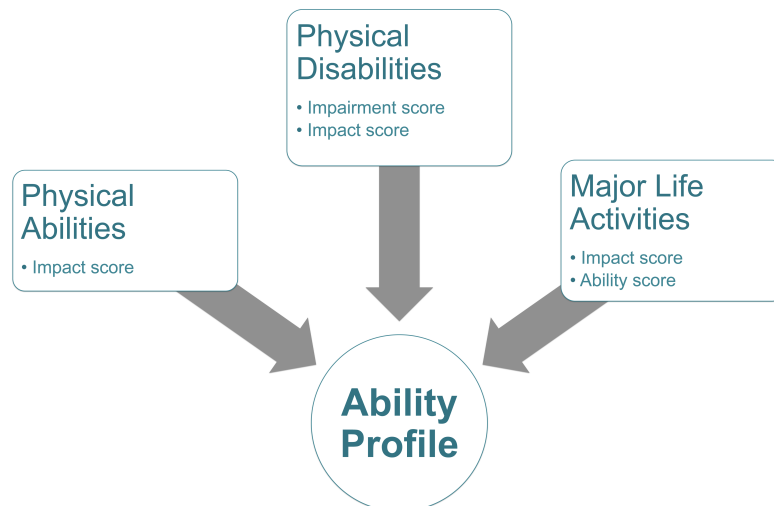 Physical
Disabilities
• Impairment score
• Impact score
Physical
Abilities
• Impact score
Major Life
Activities
• Impact score
• Ability score
Ability
Profile